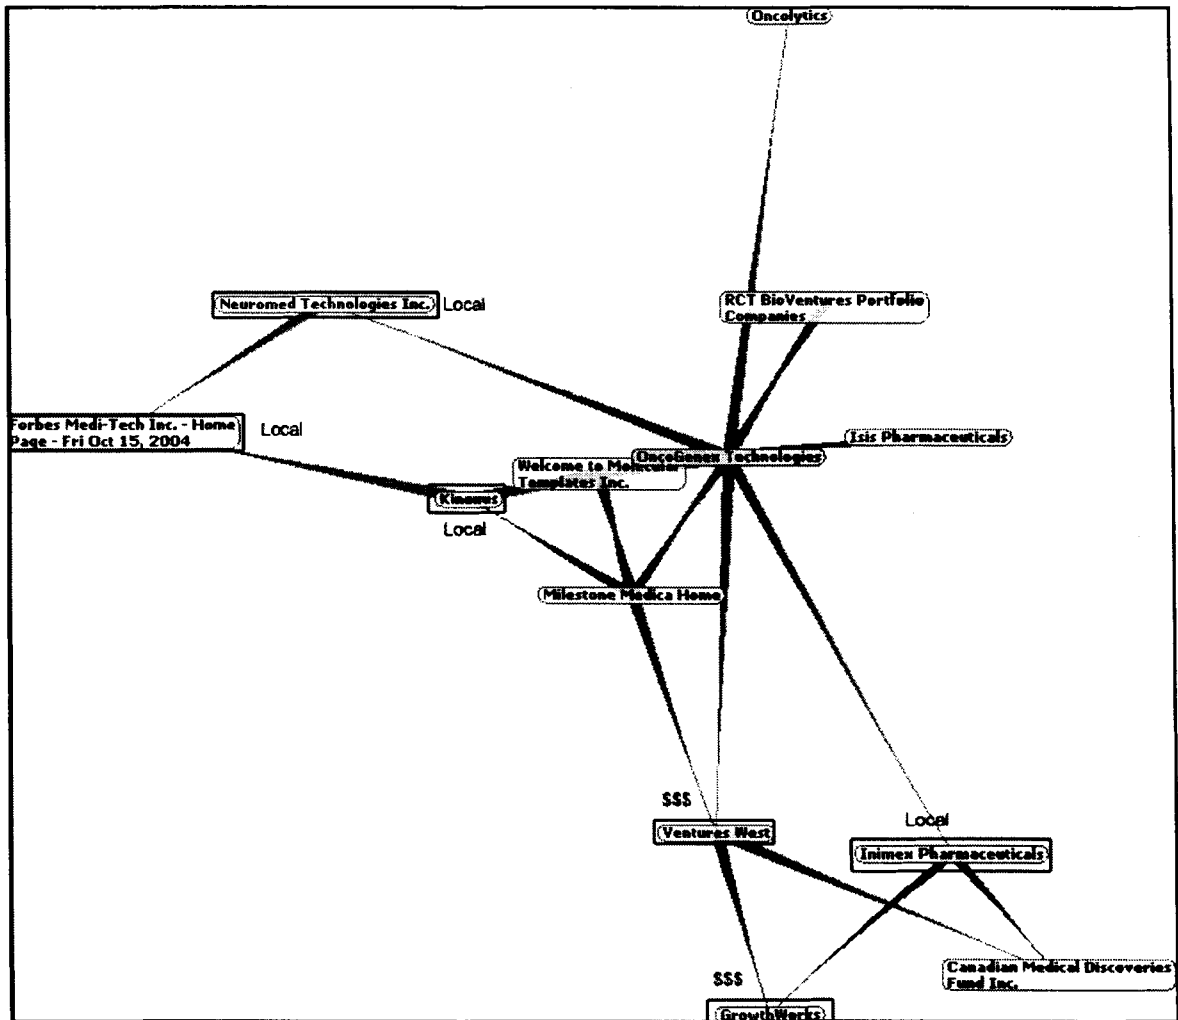 Oncolytics
Neuromed Technologies Inc.
Local
RCT BioVentures Portfolio
Companies
Forbes Medi-Tech Inc. - Home
Page - Fri Oct 15, 2004
Local
Isis Pharmaceuticals
OncoGenex Technologies
Welcome to Molecular
Templates Inc.
Kinexus
Local
Milestone Medica Home
$$$
Ventures West
Local
Inimex Pharmaceuticals
Canadian Medical Discoveries
Fund Inc.
$$$
GrowthWorks